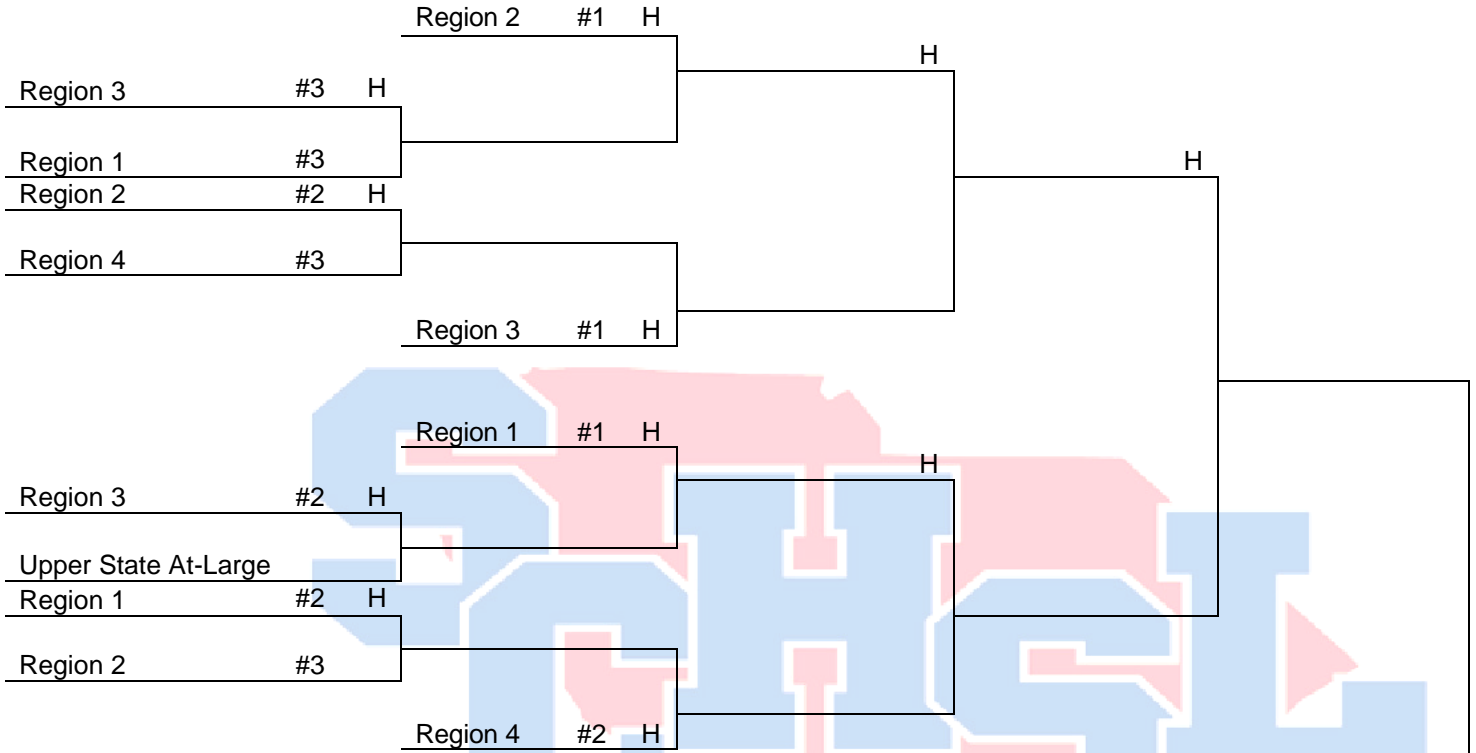 Region 2 #1 H
H
Region 3 #3 H
Region 1 #3
H
Region 2 #2 H
Region 4 #3
Region 3 #1 H
Region 1 #1 H
H
Region 3 #2 H
Upper State At-Large
Region 1 #2 H
Region 2 #3
Region 4 #2 H
SCHSL